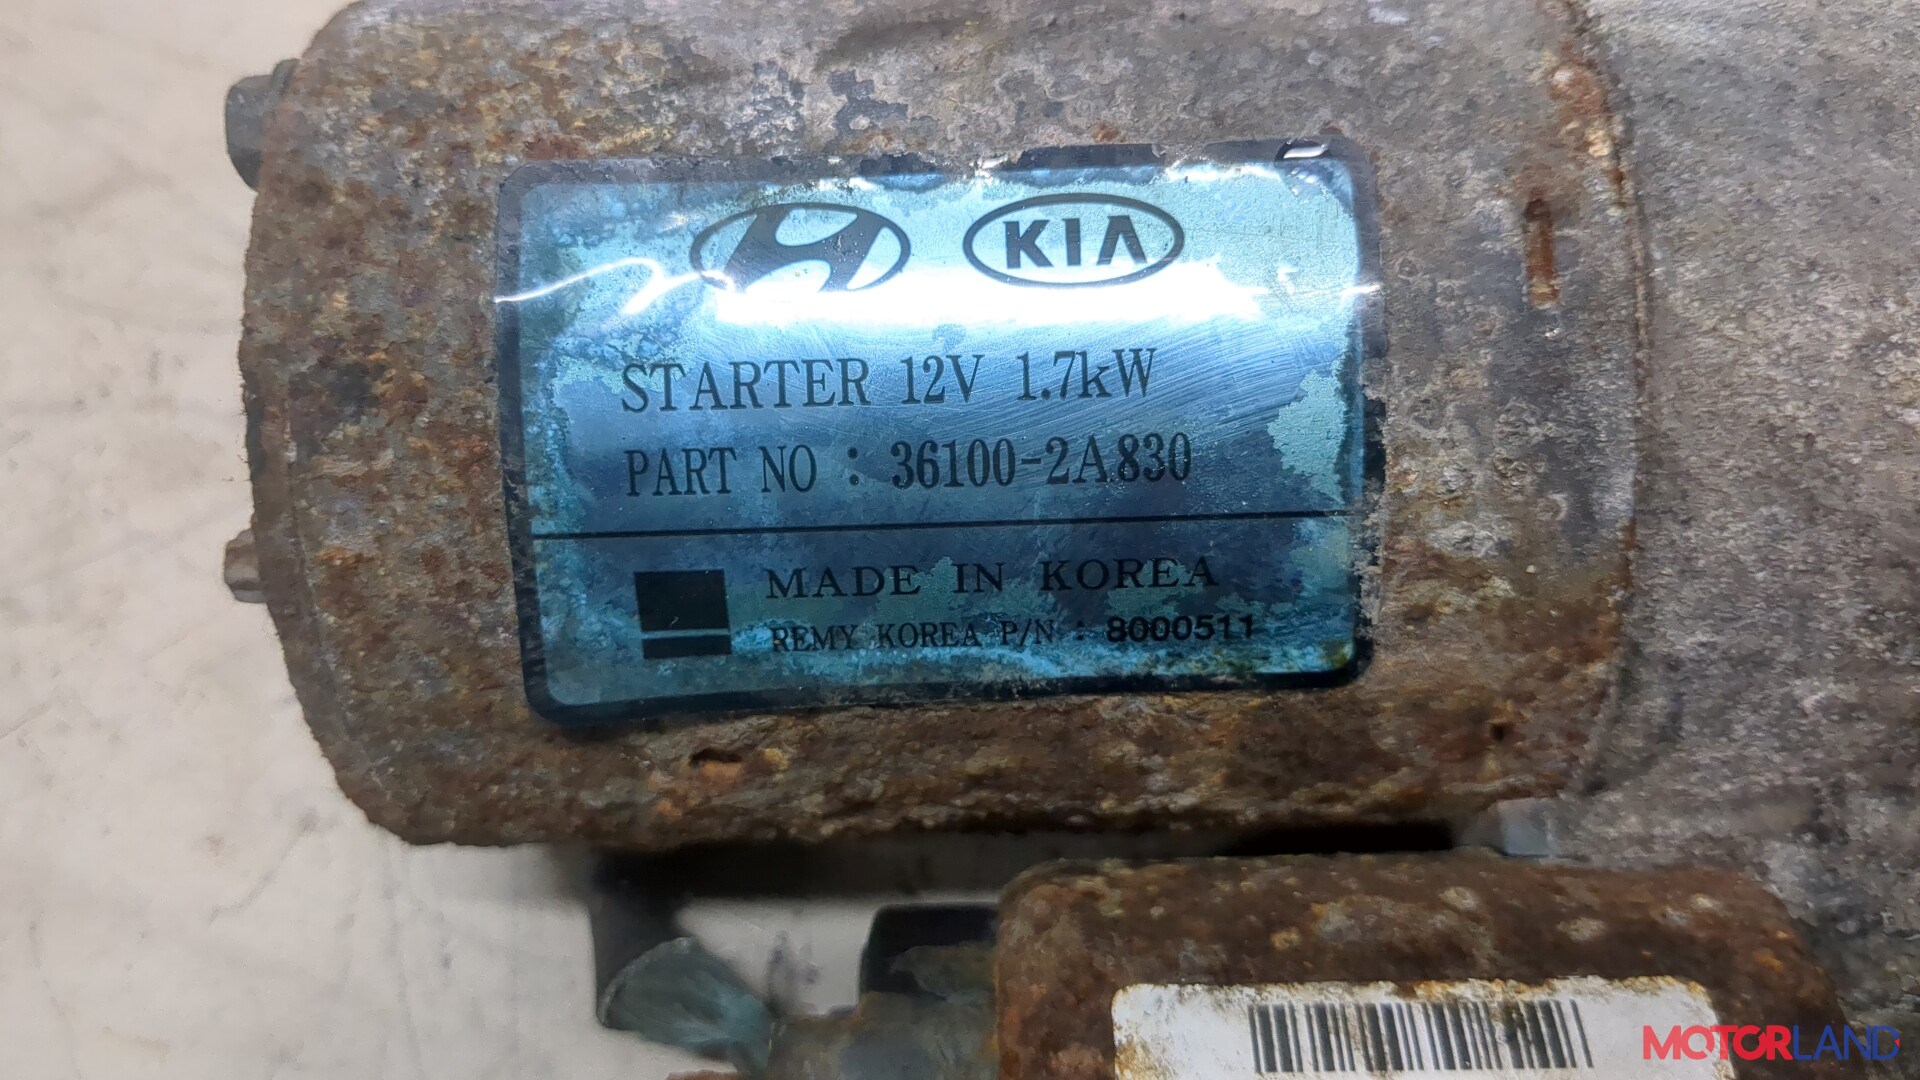 KIA
STARTER 12V 1.7kW
PART NO : 36100-2A830
MADE IN KOREA
REMY KOREA P/N : 8000511
MOTORLAND